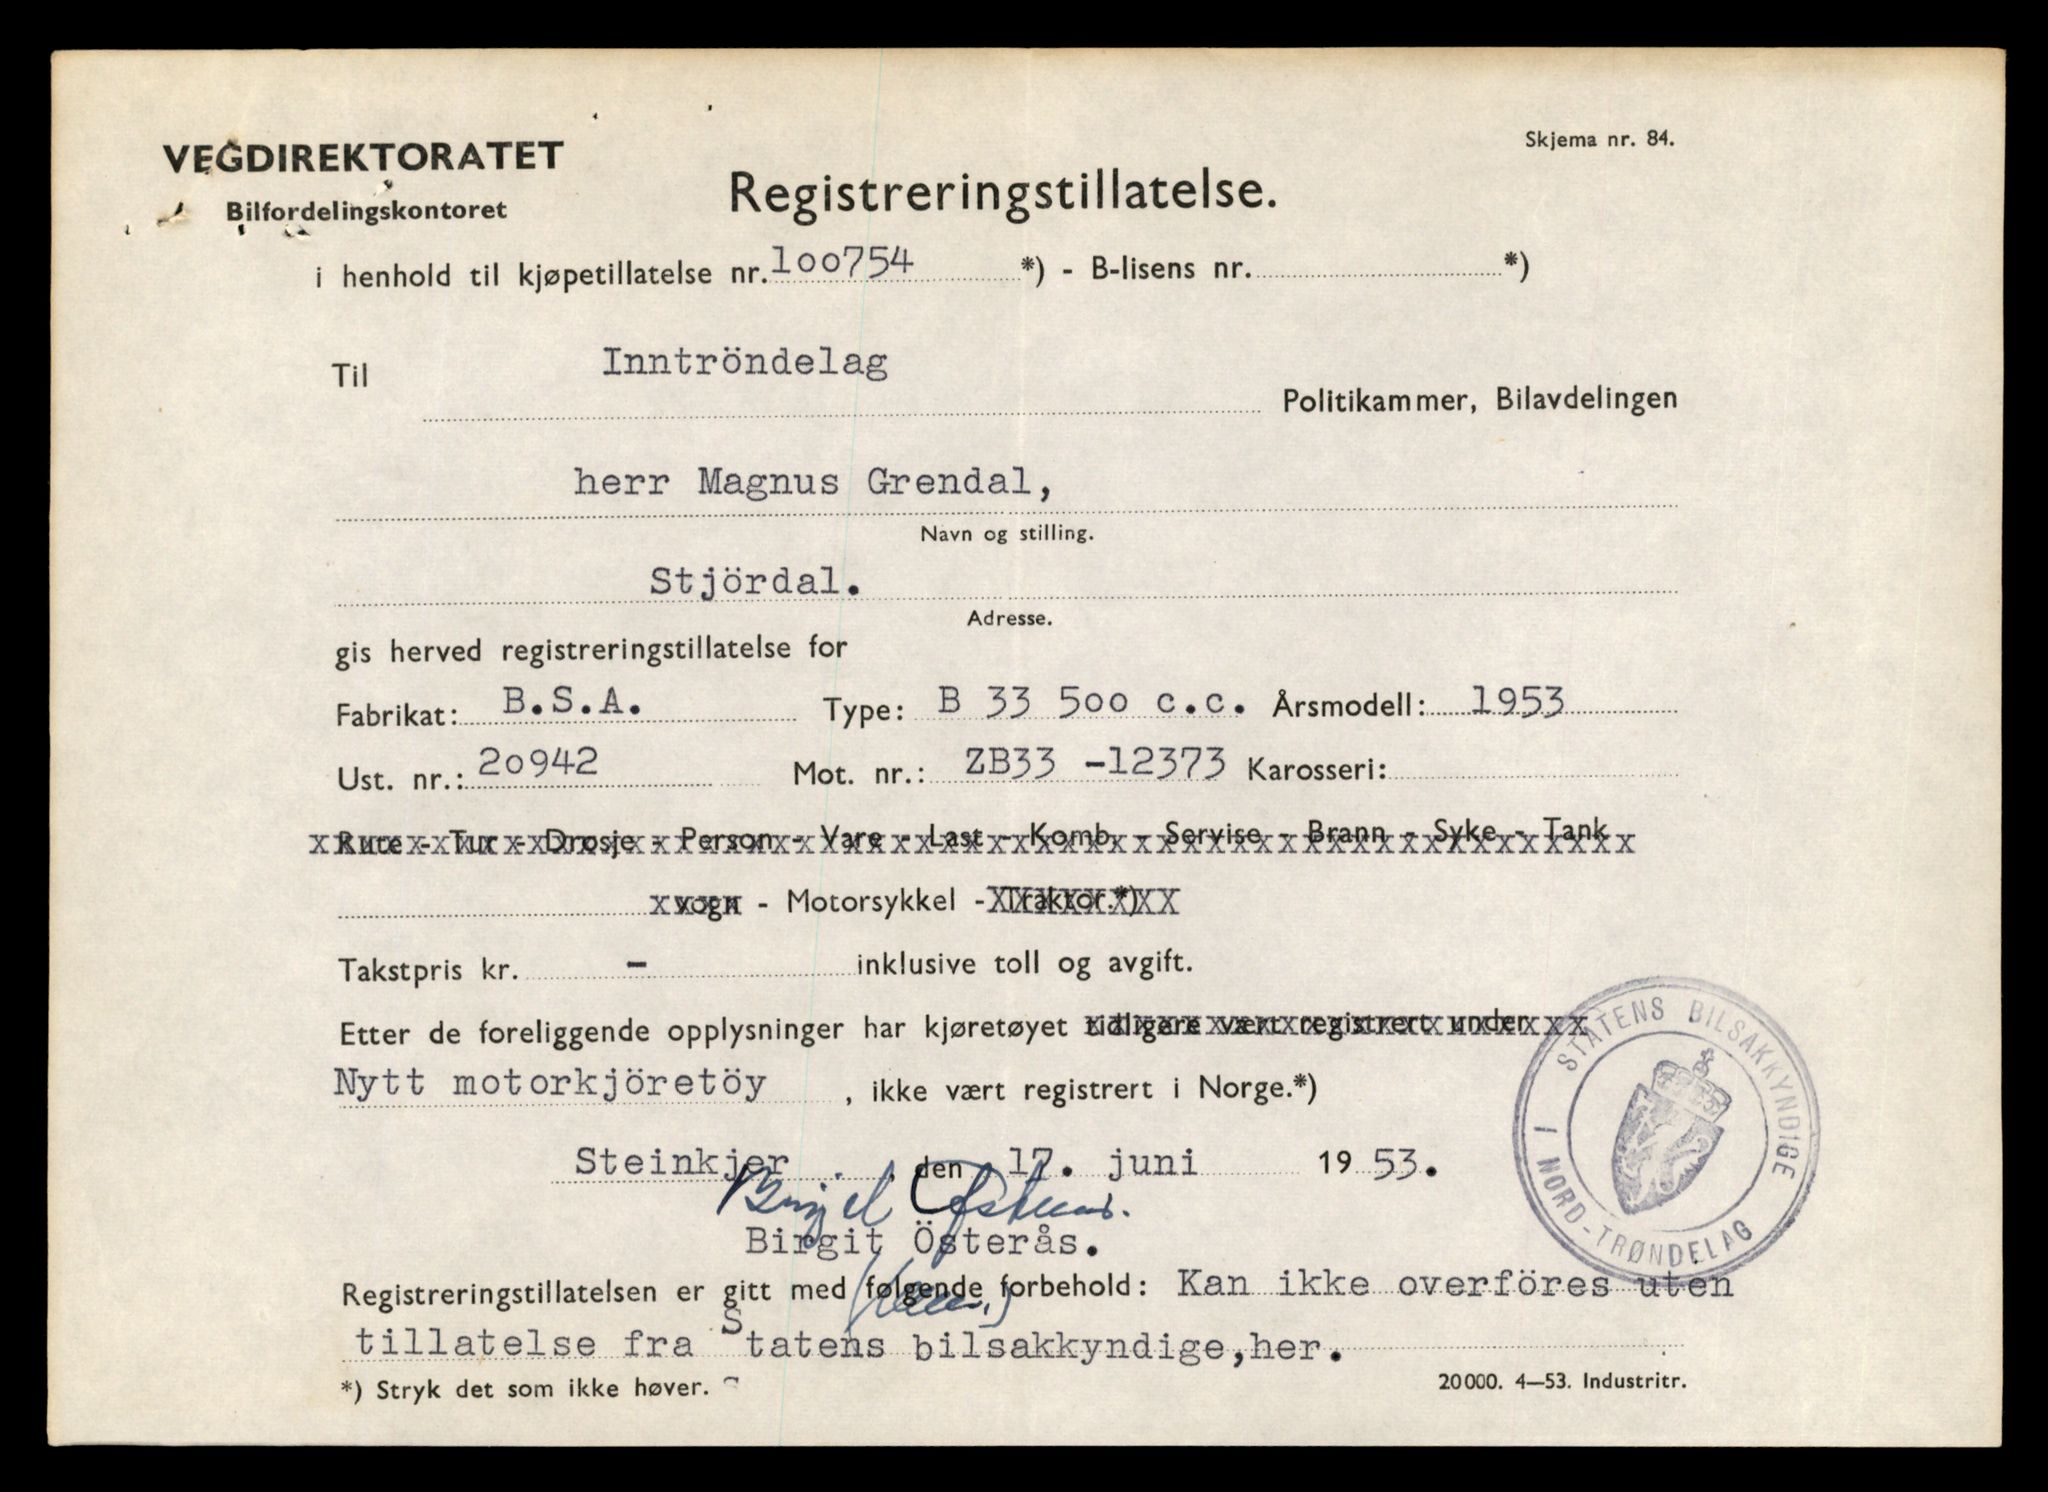 Skjema nr. 84.
VEGDIREKTORATET
Bilfordelingskontoret
Registreringstillatelse.
i henhold til kjøpetillatelse nr. 100754 *) - B-lisens nr. *)
Til Inntröndelag Politikammer, Bilavdelingen
herr Magnus Grendal,
Navn og stilling.
Stjördal.
Adresse.
gis herved registreringstillatelse for
Fabrikat: B.S.A. Type: B 33 500 c.c. Årsmodell: 1953
Ust. nr.: 20942 Mot. nr.: ZB33 -12373 Karosseri:
Rute - Tur - Drosje - Person - Vare - Last - Komb. - Servise - Brann - Syke - Tank
vogn - Motorsykkel - Traktor.*)
Takstpris kr. - inklusive toll og avgift.
Etter de foreliggende opplysninger har kjøretøyet tidligere vært registrert under
Nytt motorkjöretöy , ikke vært registrert i Norge.*)
Steinkjer , den 17. juni 19 53.
Birgit Österås.
Birgit Österås.
Registreringstillatelsen er gitt med følgende forbehold: Kan ikke overföres uten
tillatelse fra Statens bilsakkyndige, her.
*) Stryk det som ikke høver.
20000. 4—53. Industritr.
STATENS BILSAKKYNDIGE
I NORD-TRØNDELAG